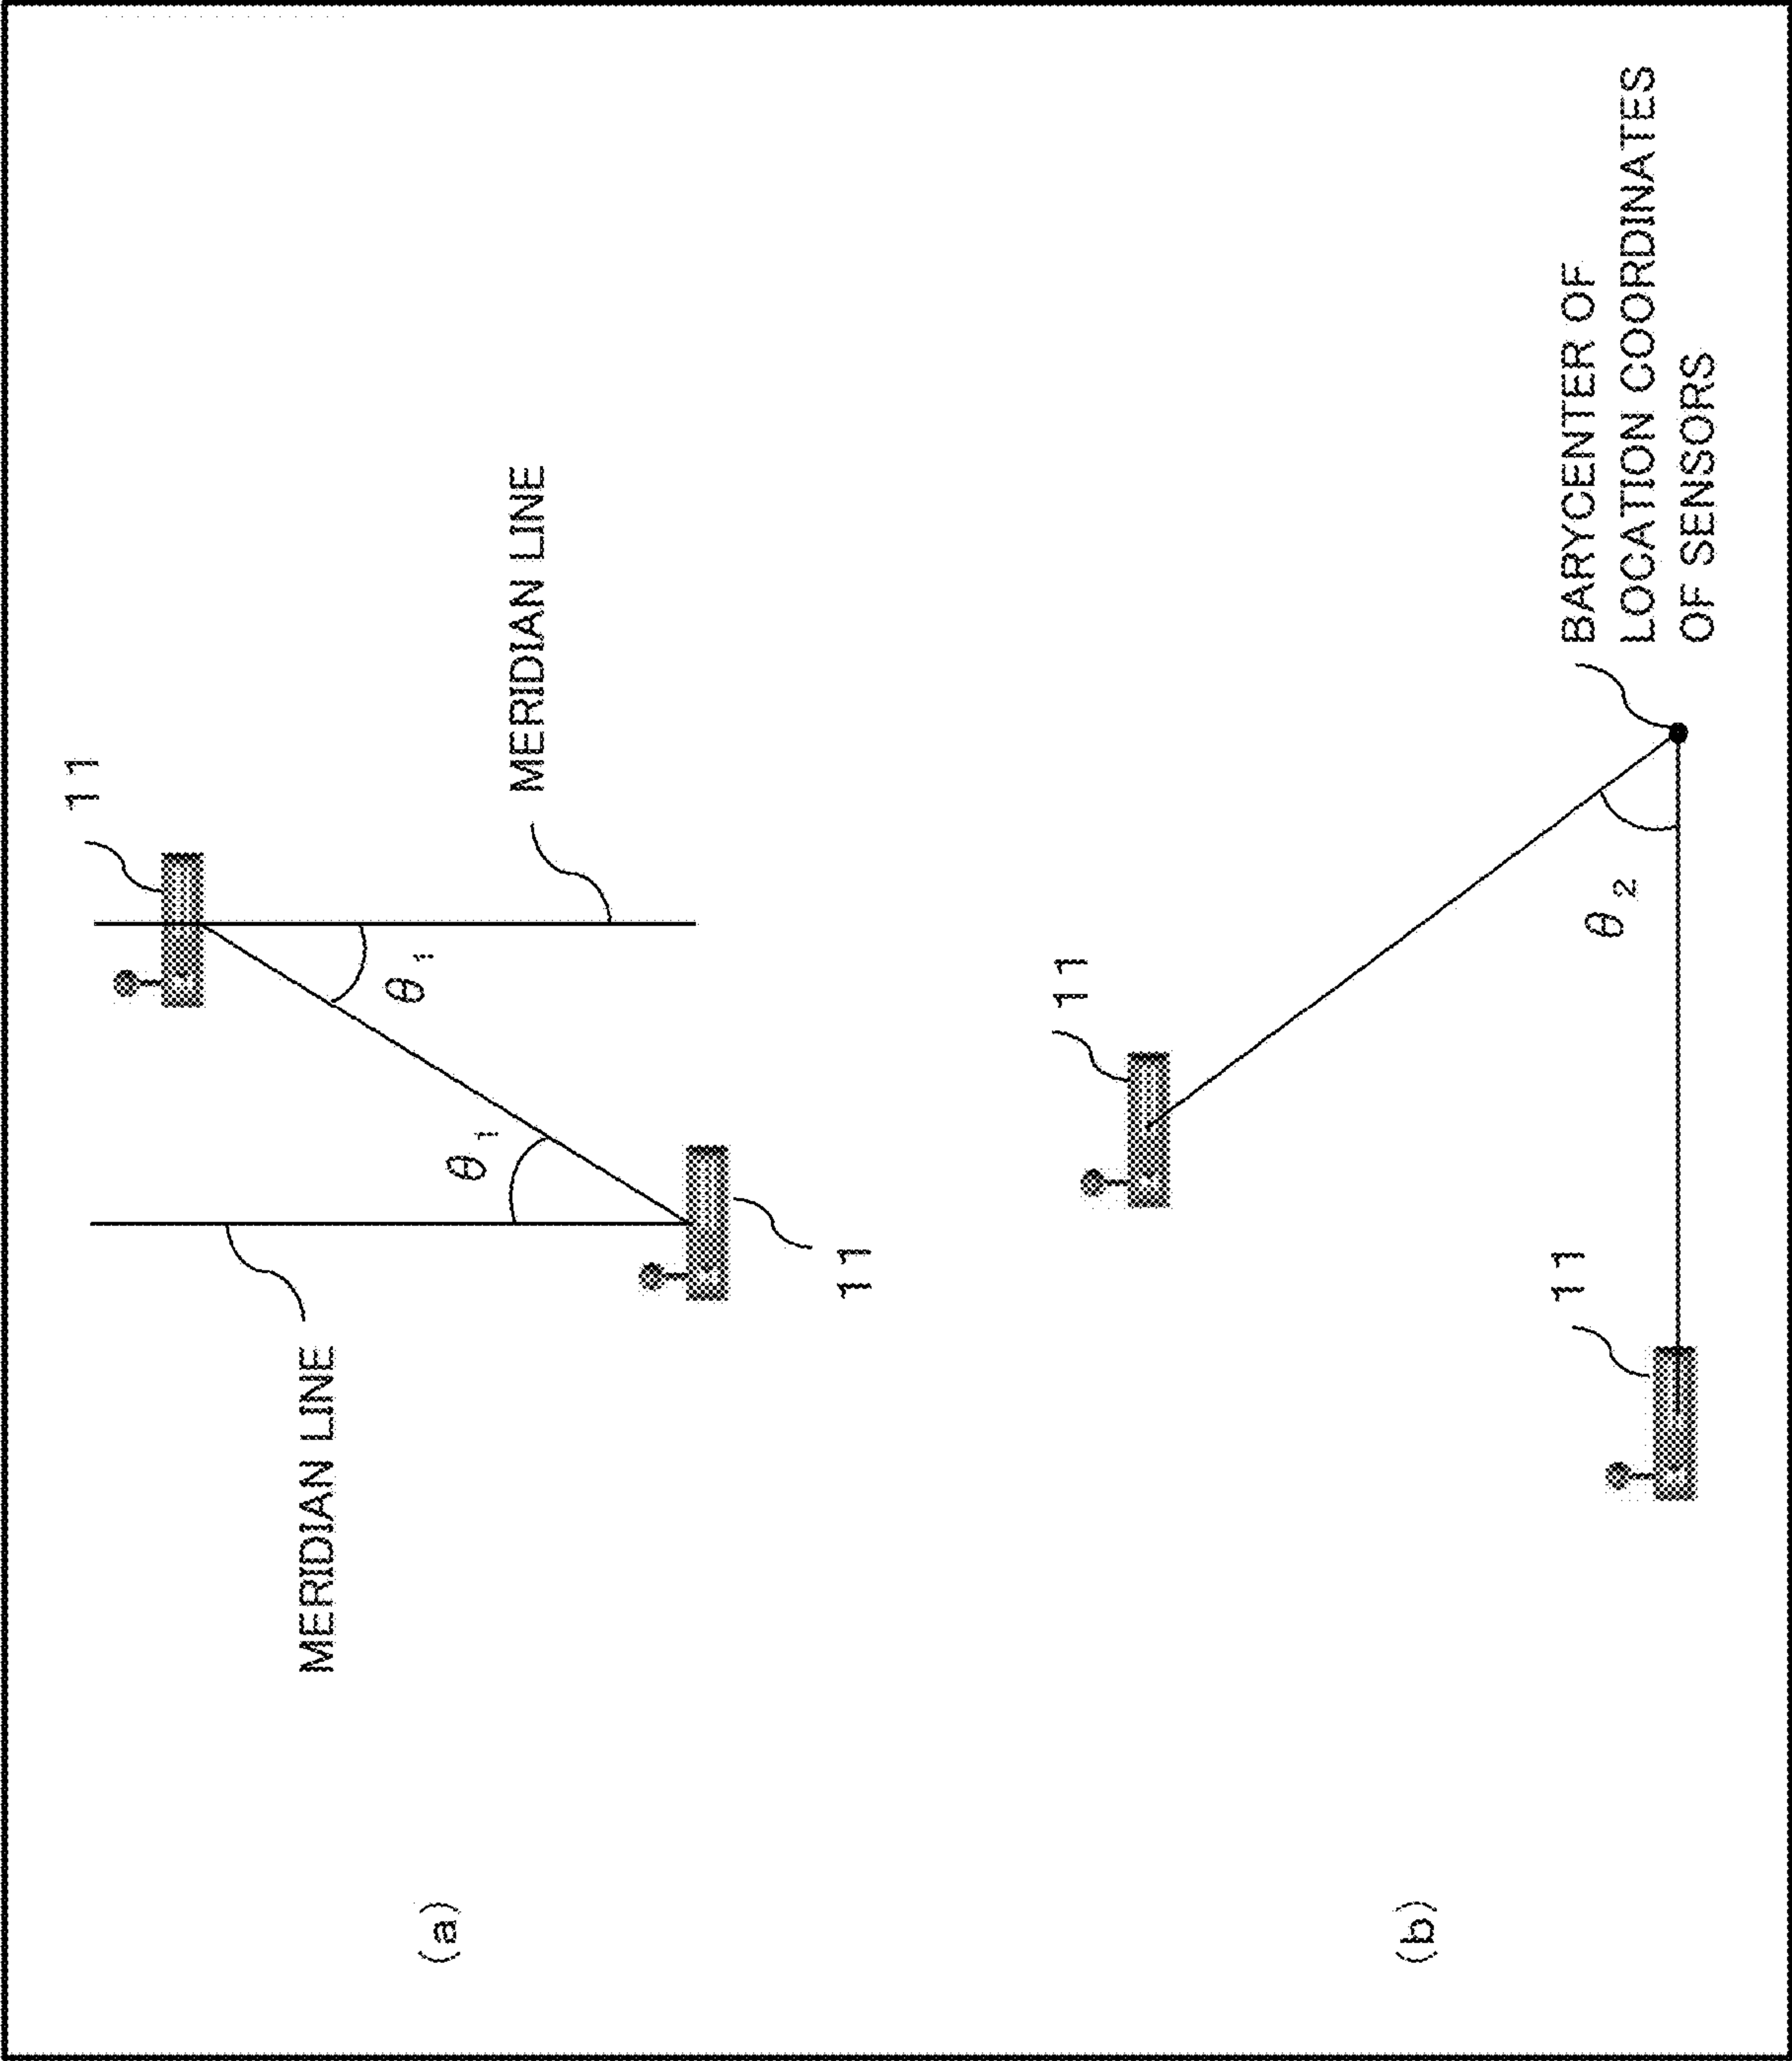 (a)
MERIDIAN LINE
θ1
11
θ1
11
MERIDIAN LINE
(b)
11
11
θ2
BARYCENTER OF
LOCATION COORDINATES
OF SENSORS